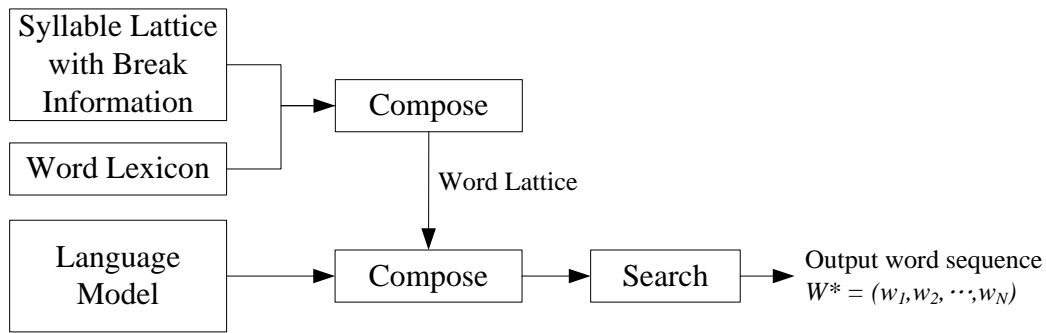 Syllable Lattice
with Break
Information
Compose
Word Lexicon
Word Lattice
Language
Model
Compose
Search
Output word sequence
W* = (w1,w2, ⋯,wN)